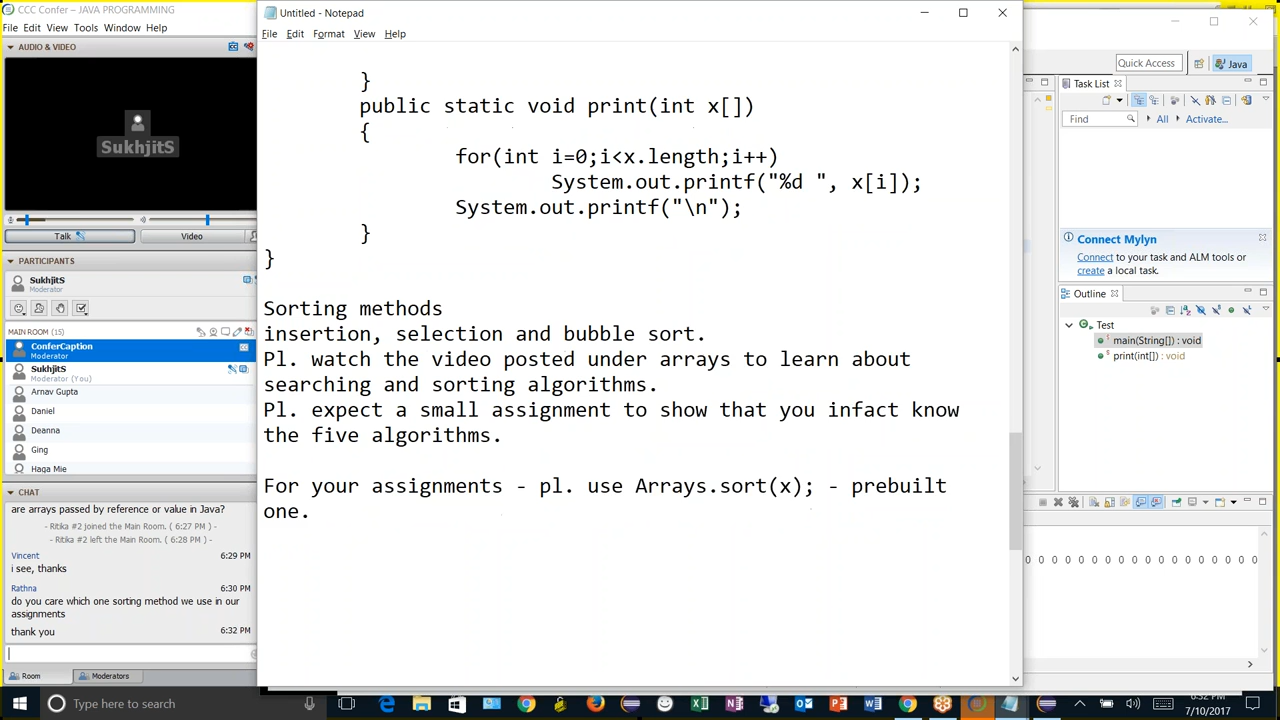 CCC Confer – JAVA PROGRAMMING
File Edit View Tools Window Help
AUDIO & VIDEO
SukhjitS
Talk
Video
PARTICIPANTS
SukhjitS
Moderator
MAIN ROOM (15)
ConferCaption
Moderator
SukhjitS
Moderator (You)
Arnav Gupta
Daniel
Deanna
Ging
Haga Mie
CHAT
are arrays passed by reference or value in Java?
- Ritika #2 joined the Main Room. ( 6:27 PM ) -
- Ritika #2 left the Main Room. ( 6:28 PM ) -
Vincent 6:29 PM
i see, thanks
Rathna 6:30 PM
do you care which one sorting method we use in our
assignments
thank you 6:32 PM
Room
Moderators
Untitled - Notepad
File Edit Format View Help
}
public static void print(int x[])
{
for(int i=0;i<x.length;i++)
System.out.printf("%d ", x[i]);
System.out.printf("\n");
}
}
Sorting methods
insertion, selection and bubble sort.
Pl. watch the video posted under arrays to learn about
searching and sorting algorithms.
Pl. expect a small assignment to show that you infact know
the five algorithms.
For your assignments - pl. use Arrays.sort(x); - prebuilt
one.
Quick Access
Java
Task List
Find
All
Activate...
Connect Mylyn
Connect to your task and ALM tools or
create a local task.
Outline
Test
main(String[]) : void
print(int[]) : void
0 0 0 0 0 0 0 0 0 0 0 0 0 0 0 0 0 0
Type here to search
6:32 PM
7/10/2017